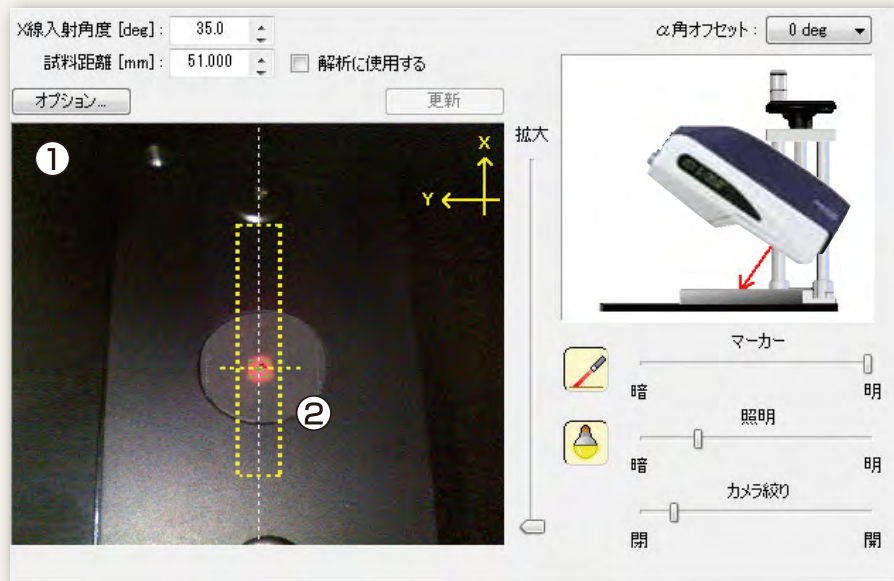 X線入射角度 [deg]： 35.0
試料距離 [mm]： 51.000
解析に使用する
オプション...
更新
α角オフセット： 0 deg
①
X
Y
②
拡大
マーカー
暗 明
照明
暗 明
カメラ絞り
閉 開